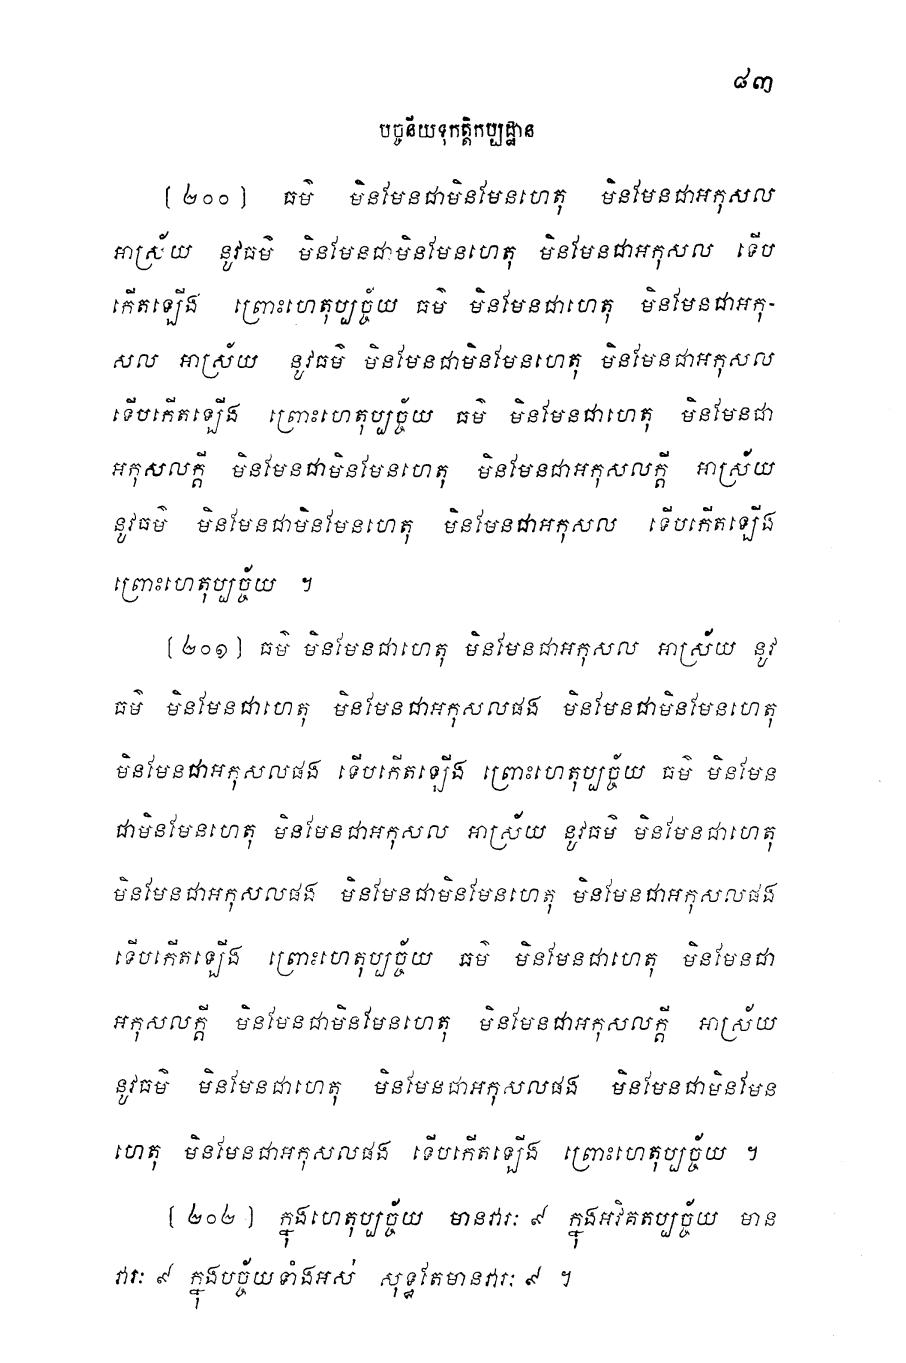 ៨៣
បច្ចនីយទុកត្តិកប្បដ្ឋាន
[២០០] ធម៌ មិនមែនជាមិនមែនហេតុ មិនមែនជាអកុសល
អាស្រ័យ នូវធម៌ មិនមែនជាមិនមែនហេតុ មិនមែនជាអកុសល ទើប
កើតឡើង ព្រោះហេតុប្បច្ច័យ ធម៌ មិនមែនជាហេតុ មិនមែនជាអកុ-
សល អាស្រ័យ នូវធម៌ មិនមែនជាមិនមែនហេតុ មិនមែនជាអកុសល
ទើបកើតឡើង ព្រោះហេតុប្បច្ច័យ ធម៌ មិនមែនជាហេតុ មិនមែនជា
អកុសលក្តី មិនមែនជាមិនមែនហេតុ មិនមែនជាអកុសលក្តី អាស្រ័យ
នូវធម៌ មិនមែនជាមិនមែនហេតុ មិនមែនជាអកុសល ទើបកើតឡើង
ព្រោះហេតុប្បច្ច័យ ។
[២០១] ធម៌ មិនមែនជាហេតុ មិនមែនជាអកុសល អាស្រ័យ នូវ
ធម៌ មិនមែនជាហេតុ មិនមែនជាអកុសលផង មិនមែនជាមិនមែនហេតុ
មិនមែនជាអកុសលផង ទើបកើតឡើង ព្រោះហេតុប្បច្ច័យ ធម៌ មិនមែន
ជាមិនមែនហេតុ មិនមែនជាអកុសល អាស្រ័យ នូវធម៌ មិនមែនជាហេតុ
មិនមែនជាអកុសលផង មិនមែនជាមិនមែនហេតុ មិនមែនជាអកុសលផង
ទើបកើតឡើង ព្រោះហេតុប្បច្ច័យ ធម៌ មិនមែនជាហេតុ មិនមែនជា
អកុសលក្តី មិនមែនជាមិនមែនហេតុ មិនមែនជាអកុសលក្តី អាស្រ័យ
នូវធម៌ មិនមែនជាហេតុ មិនមែនជាអកុសលផង មិនមែនជាមិនមែន
ហេតុ មិនមែនជាអកុសលផង ទើបកើតឡើង ព្រោះហេតុប្បច្ច័យ ។
[២០២] ក្នុងហេតុប្បច្ច័យ មានវារៈ ៩ ក្នុងអវិគតប្បច្ច័យ មាន
វារៈ ៩ ក្នុងបច្ច័យទាំងអស់ សុទ្ធតែមានវារៈ ៩ ។